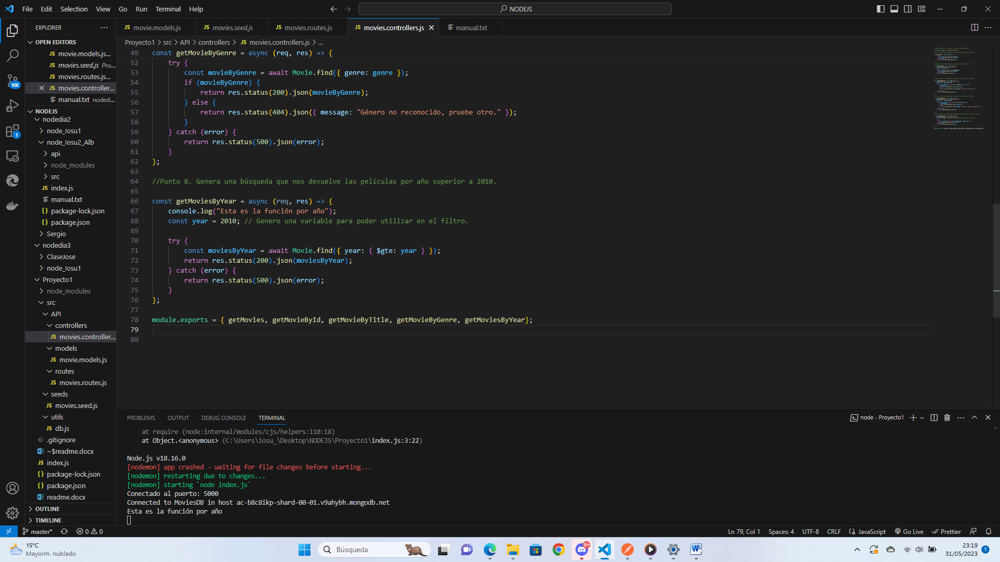 File Edit Selection View Go Run Terminal Help
NODEJS
EXPLORER
OPEN EDITORS
movie.models.js...
movies.seed.js Pro...
movies.routes.js...
movies.controller...
manual.txt noded...
NODEJS
nodedia2
node_Iosu1
node_Iosu2_Alb
api
node_modules
src
index.js
manual.txt
package-lock.json
package.json
Sergio
nodedia3
ClaseJose
node_Iosu1
Proyecto1
node_modules
src
API
controllers
movies.controller...
models
movie.models.js
routes
movies.routes.js
seeds
movies.seed.js
utils
db.js
.gitignore
~$readme.docx
index.js
package-lock.json
package.json
readme.docx
OUTLINE
TIMELINE
10K
1
JS movie.models.js JS movies.seed.js JS movies.routes.js JS movies.controllers.js manual.txt
Proyecto1 > src > API > controllers > JS movies.controllers.js > ...
49 const getMovieByGenre = async (req, res) => {
52 try {
53 const movieByGenre = await Movie.find({ genre: genre });
54 if (movieByGenre) {
55 return res.status(200).json(movieByGenre);
56 } else {
57 return res.status(404).json({ message: "Género no reconocido, pruebe otro." });
58 }
59 } catch (error) {
60 return res.status(500).json(error);
61 }
62 };
63
64 //Punto 8. Genera una búsqueda que nos devuelve las películas por año superior a 2010.
65
66 const getMoviesByYear = async (req, res) => {
67 console.log("Esta es la función por año");
68 const year = 2010; // Genero una variable para poder utilizar en el filtro.
69
70 try {
71 const moviesByYear = await Movie.find({ year: { $gte: year } });
72 return res.status(200).json(moviesByYear);
73 } catch (error) {
74 return res.status(500).json(error);
75 }
76 };
77
78 module.exports = { getMovies, getMovieById, getMovieByTitle, getMovieByGenre, getMoviesByYear};
79
80
PROBLEMS OUTPUT DEBUG CONSOLE TERMINAL
node - Proyecto1
at require (node:internal/modules/cjs/helpers:110:18)
at Object.<anonymous> (C:\Users\iosu_\Desktop\NODEJS\Proyecto1\index.js:3:22)
Node.js v18.16.0
[nodemon] app crashed - waiting for file changes before starting...
[nodemon] restarting due to changes...
[nodemon] starting `node index.js`
Conectado al puerto: 5000
Connected to MoviesDB in host ac-b8c8ikp-shard-00-01.v9ahybh.mongodb.net
Esta es la función por año
master* 0 0
Ln 79, Col 1 Spaces: 4 UTF-8 CRLF JavaScript Go Live Prettier
15°C
Mayorm. nublado
Búsqueda
9+
23:19
31/05/2023
1